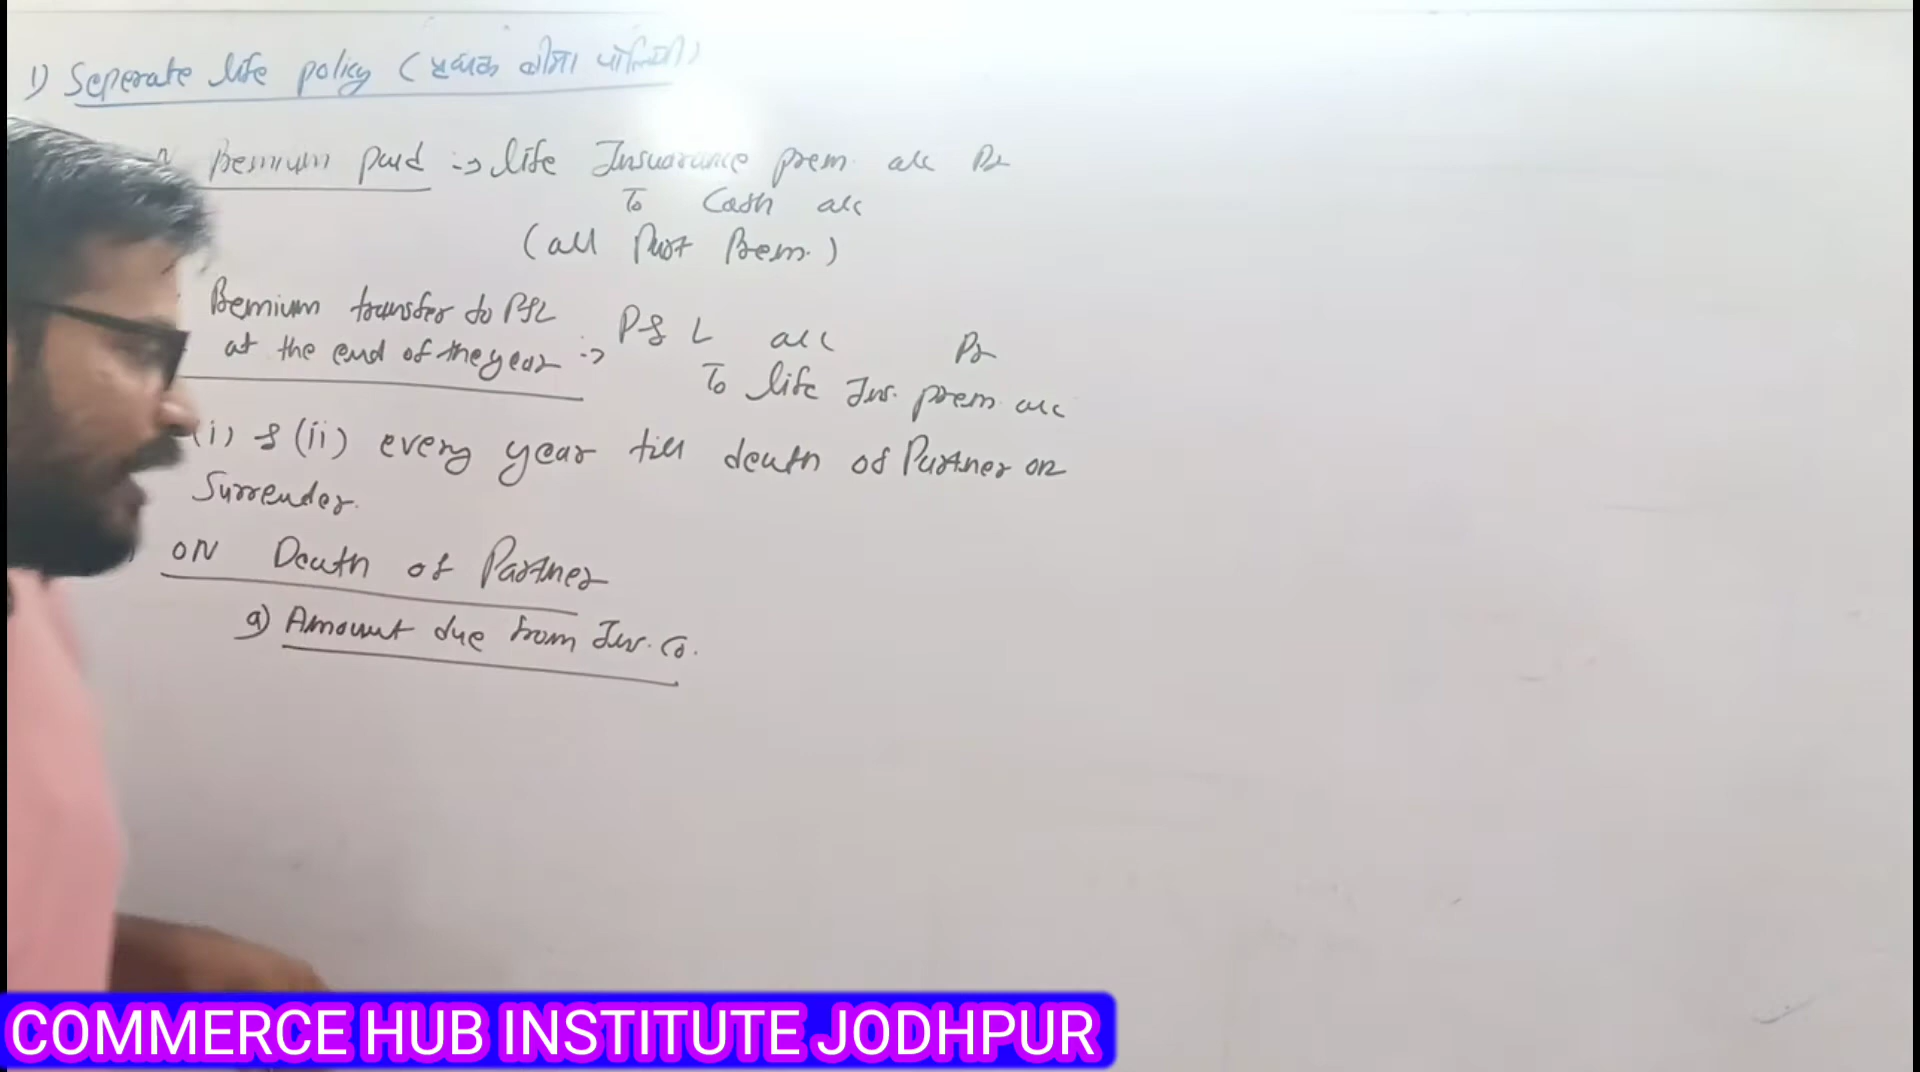 1) Seperate life policy (पृथक बीमा पॉलिसी)
Premium paid :-> life Insuarance prem. a/c Dr
To Cash a/c
(all Part Prem.)
Premium transfer to P&L
at the end of the year :-> P & L a/c Dr
To life Ins. prem. a/c
(i) & (ii) every year till death of Partner or
Surrender.
ON Death of Partner
a) Amount due from Ins. Co.
COMMERCE HUB INSTITUTE JODHPUR